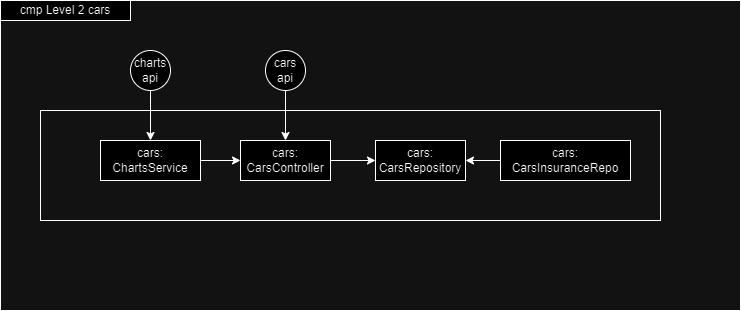 cmp Level 2 cars
charts
api
cars
api
cars:
ChartsService
cars:
CarsController
cars:
CarsRepository
cars:
CarsInsuranceRepo